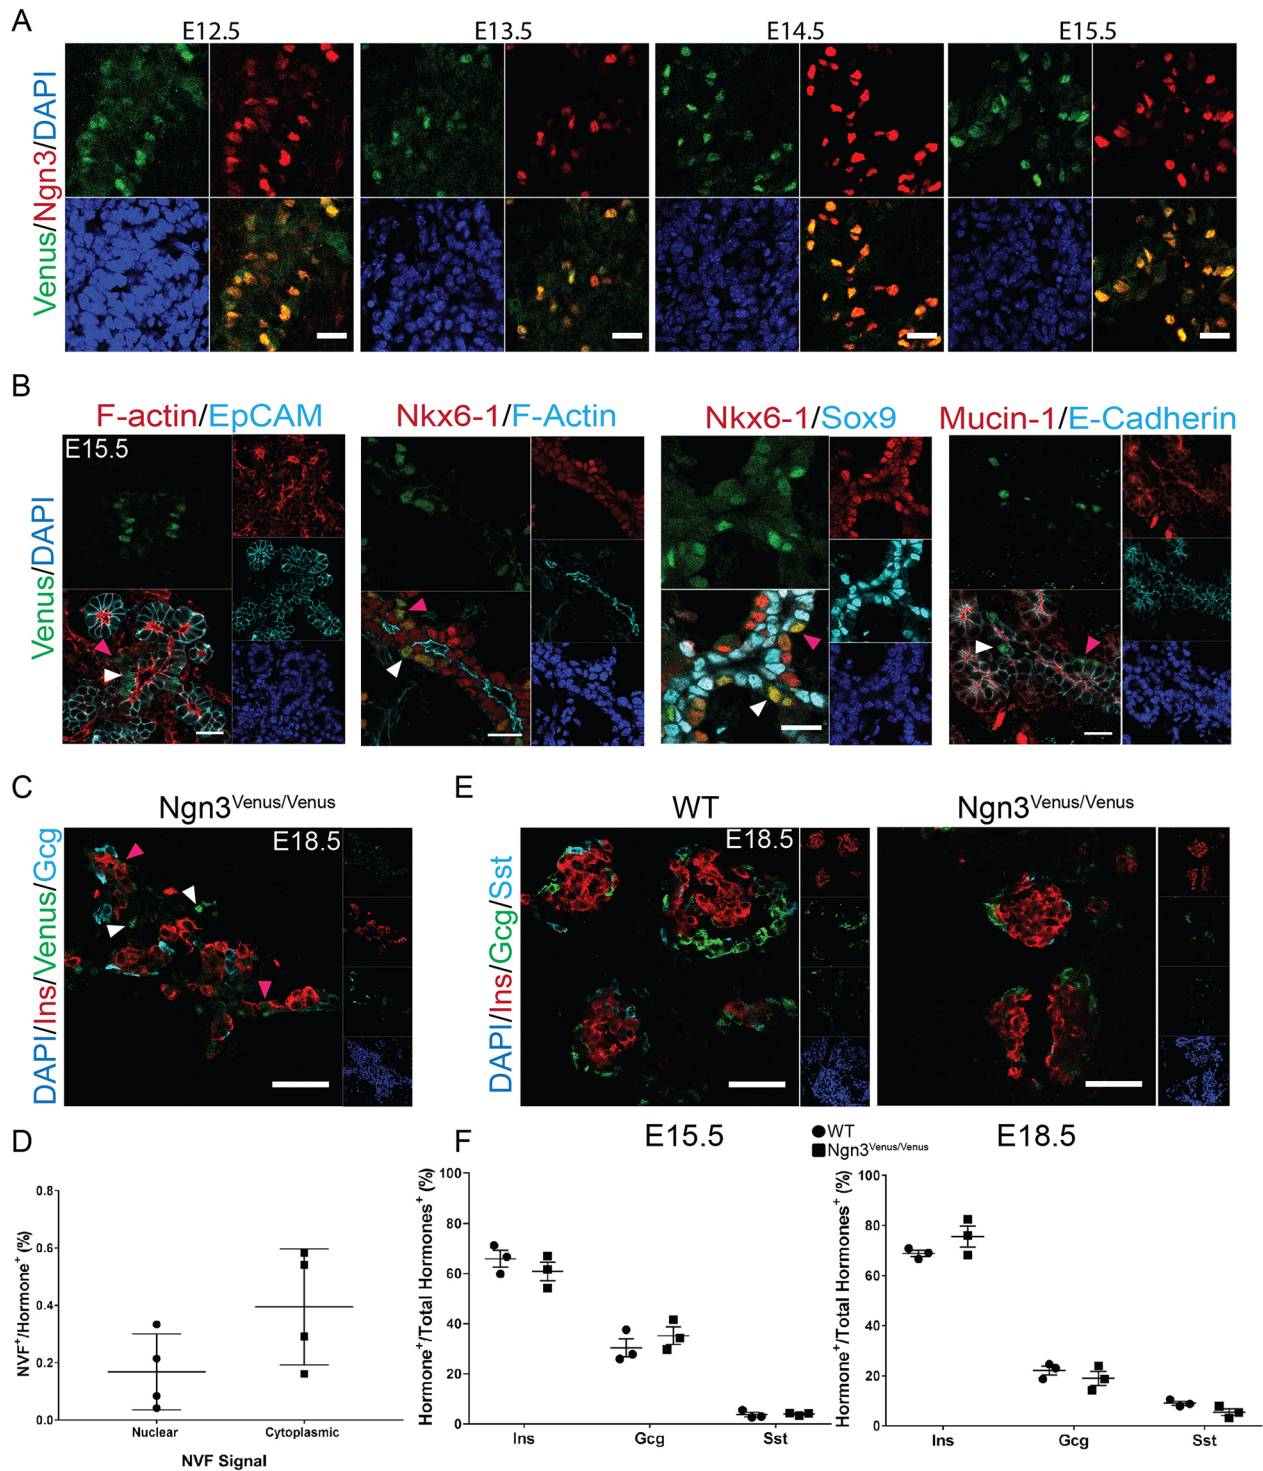 A
E12.5 E13.5 E14.5 E15.5
Venus/Ngn3/DAPI
B
F-actin/EpCAM Nkx6-1/F-Actin Nkx6-1/Sox9 Mucin-1/E-Cadherin
E15.5
Venus/DAPI
C
Ngn3Venus/Venus
E18.5
DAPI/Ins/Venus/Gcg
E
WT Ngn3Venus/Venus
E18.5
DAPI/Ins/Gcg/Sst
D
NVF+/Hormone+ (%)
0.8
0.6
0.4
0.2
0.0
Nuclear Cytoplasmic
NVF Signal
F
E15.5
Hormone+/Total Hormones+ (%)
100
80
60
40
20
0
Ins Gcg Sst
WT
Ngn3Venus/Venus
E18.5
Hormone+/Total Hormones+ (%)
100
80
60
40
20
0
Ins Gcg Sst